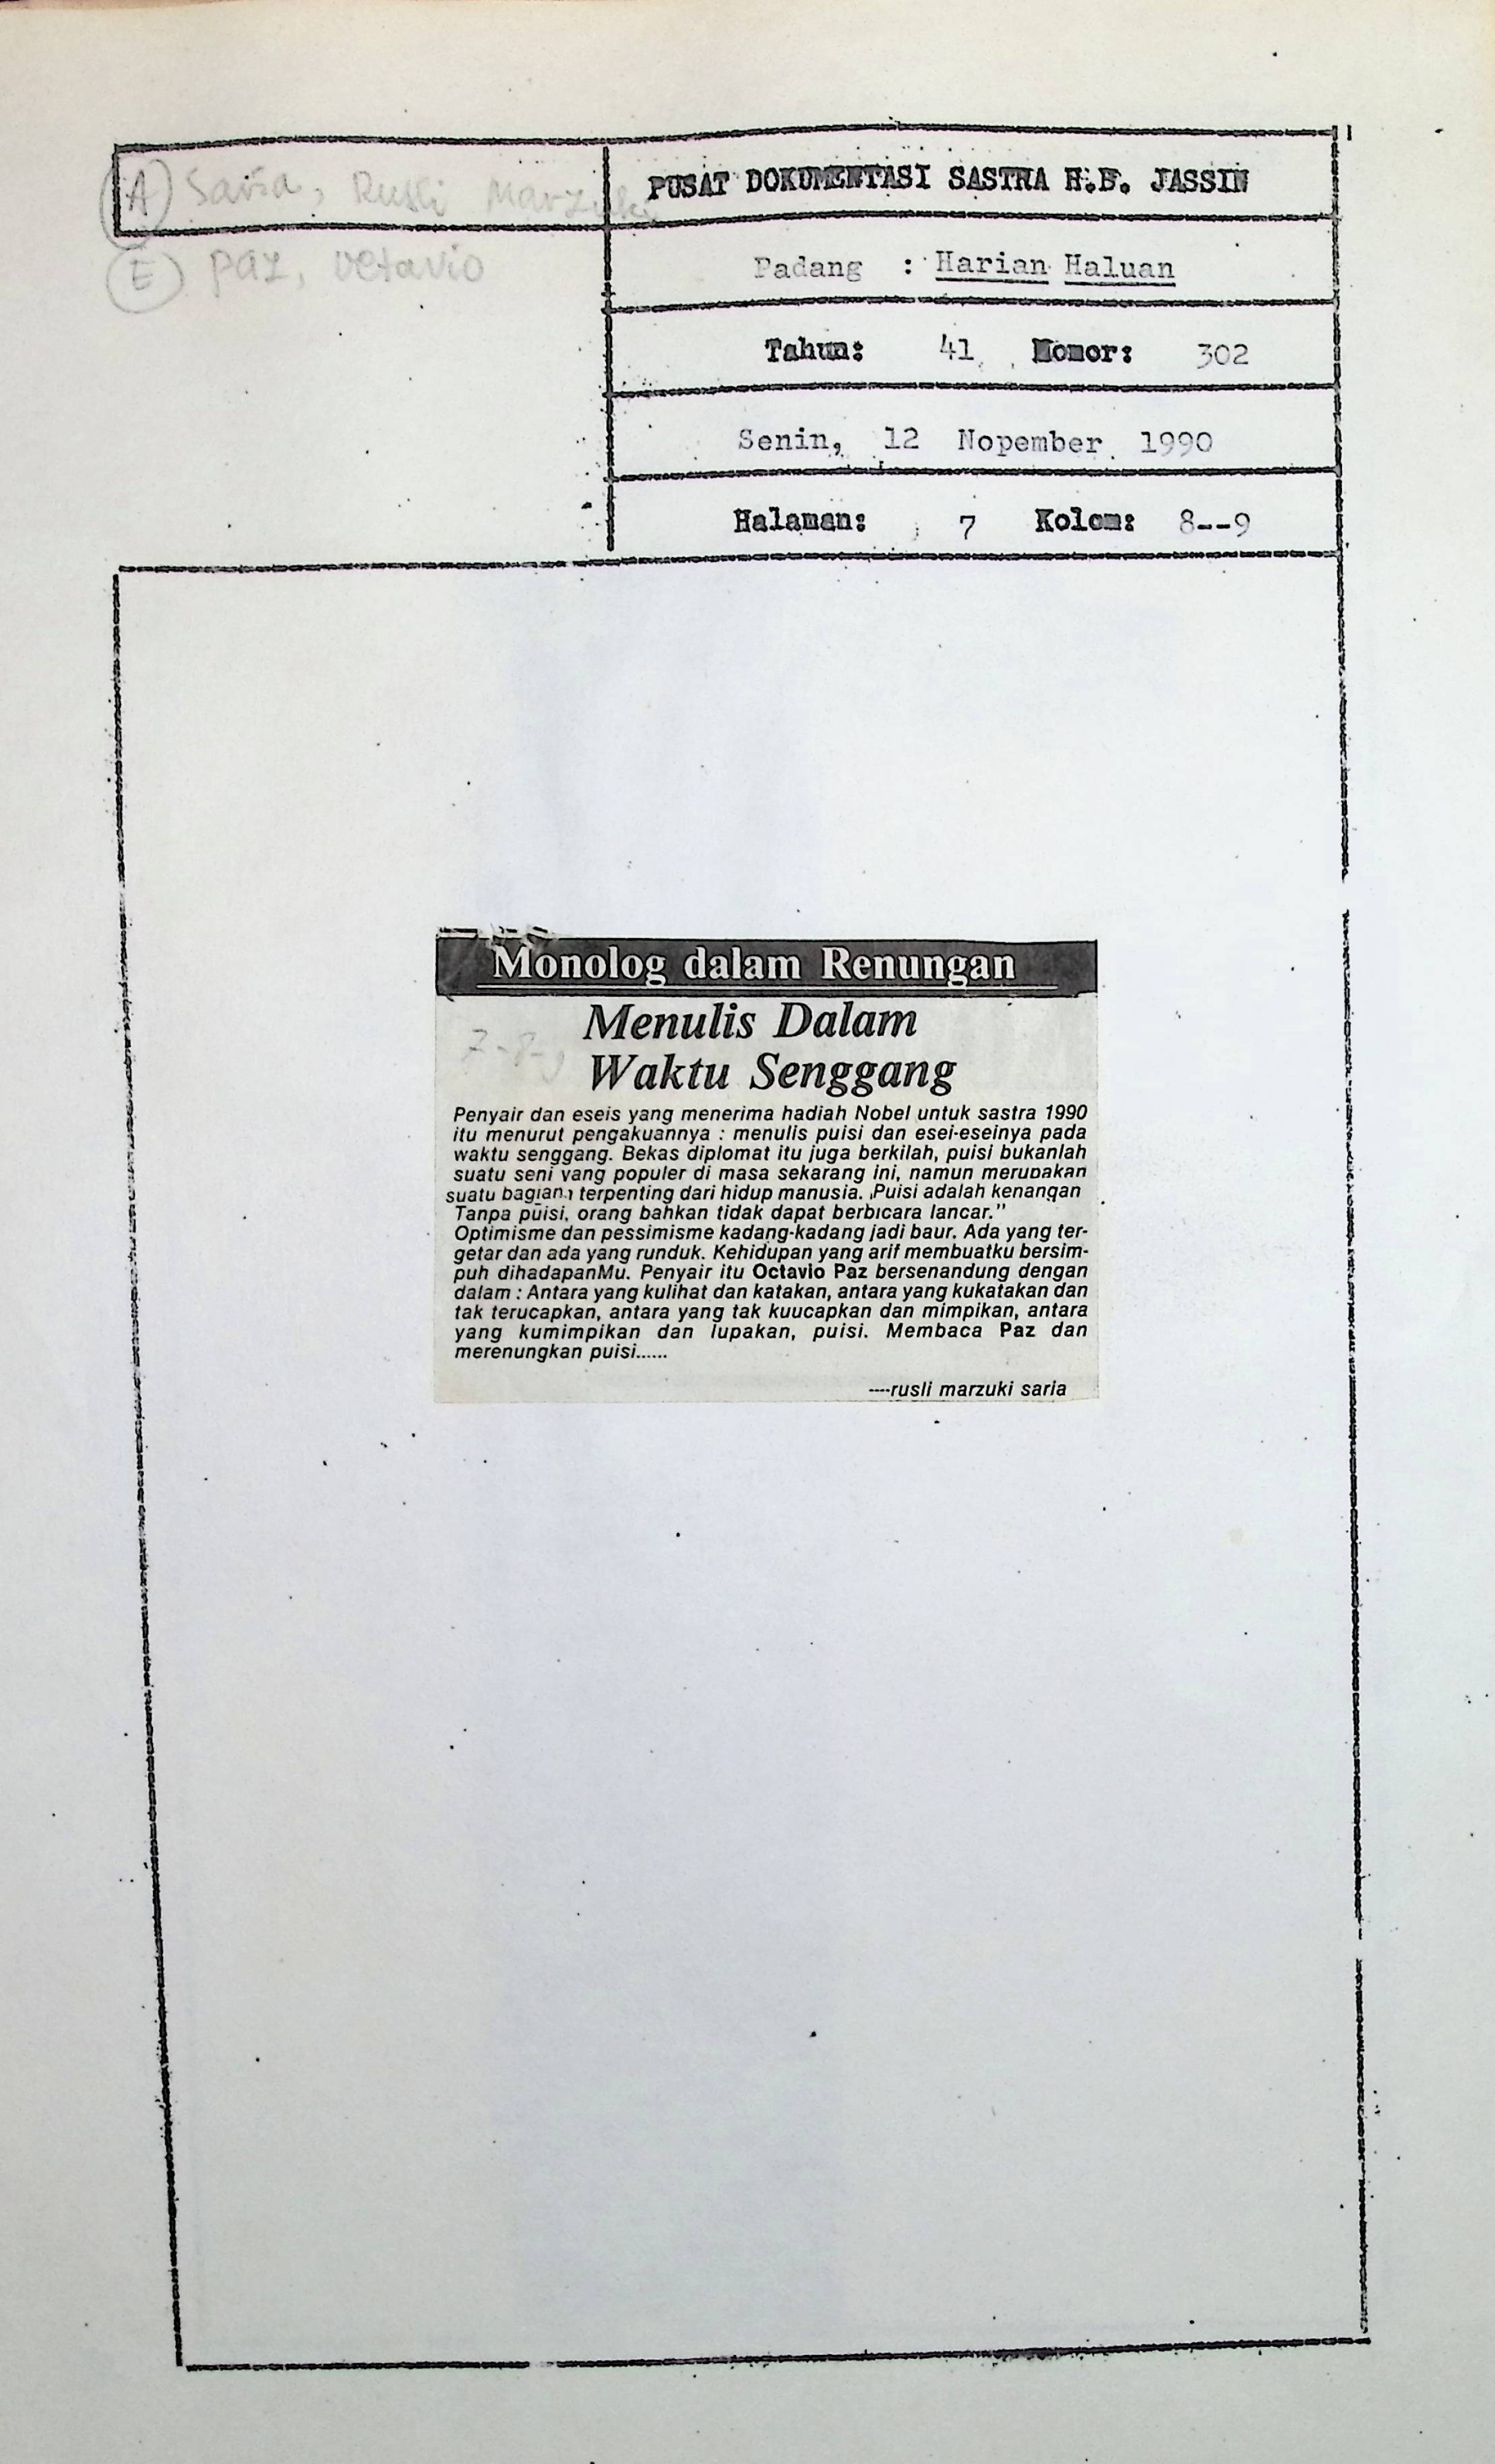 A Saria, Rusli Marzuki
E Paz, Octavio
PUSAT DOKUMENTASI SASTRA H.B. JASSIN
Padang : Harian Haluan
Tahun: 41 Nomor: 302
Senin, 12 Nopember 1990
Halaman: 7 Kolom: 8--9
Monolog dalam Renungan
7-8-9
Menulis Dalam
Waktu Senggang
Penyair dan eseis yang menerima hadiah Nobel untuk sastra 1990
itu menurut pengakuannya : menulis puisi dan esei-eseinya pada
waktu senggang. Bekas diplomat itu juga berkilah, puisi bukanlah
suatu seni yang populer di masa sekarang ini, namun merupakan
suatu bagian terpenting dari hidup manusia. „Puisi adalah kenangan
Tanpa puisi, orang bahkan tidak dapat berbicara lancar."
Optimisme dan pessimisme kadang-kadang jadi baur. Ada yang ter-
getar dan ada yang runduk. Kehidupan yang arif membuatku bersim-
puh dihadapanMu. Penyair itu Octavio Paz bersenandung dengan
dalam : Antara yang kulihat dan katakan, antara yang kukatakan dan
tak terucapkan, antara yang tak kuucapkan dan mimpikan, antara
yang kumimpikan dan lupakan, puisi. Membaca Paz dan
merenungkan puisi......
----rusli marzuki saria